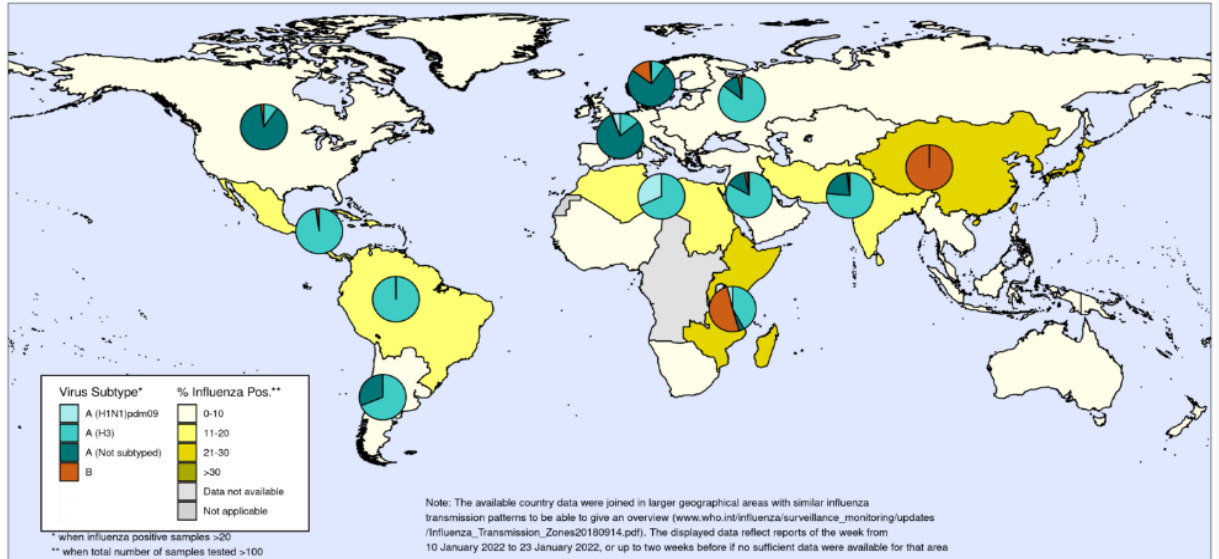 Virus Subtype*
A (H1N1)pdm09
A (H3)
A (Not subtyped)
B
% Influenza Pos.**
0-10
11-20
21-30
>30
Data not available
Not applicable
* when influenza positive samples >20
** when total number of samples tested >100
Note: The available country data were joined in larger geographical areas with similar influenza
transmission patterns to be able to give an overview (www.who.int/influenza/surveillance_monitoring/updates
/Influenza_Transmission_Zones20180914.pdf). The displayed data reflect reports of the week from
10 January 2022 to 23 January 2022, or up to two weeks before if no sufficient data were available for that area